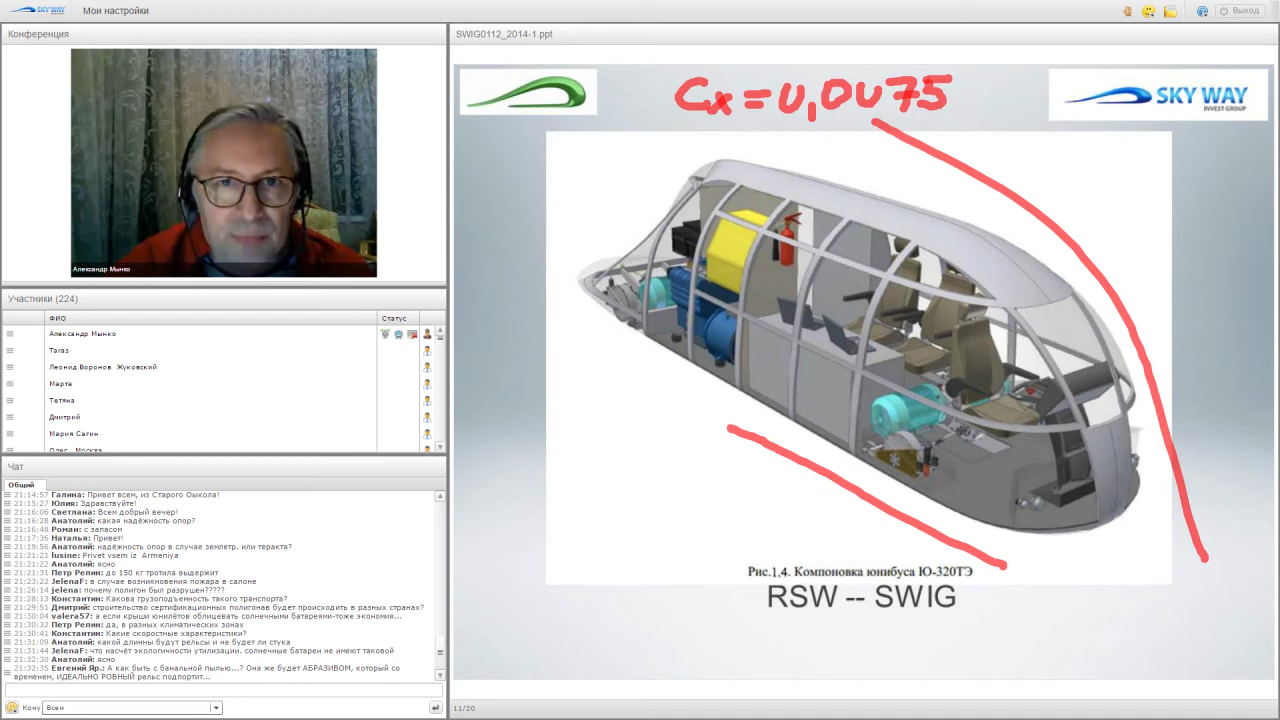 SKY WAY
Мои настройки
Выход
Конференция
Александр Мынко
Участники (224)
ФИО
Статус
Александр Мынко
Taras
Леонид Воронов Жуковский
Марта
Тетяна
Дмитрий
Мария Сагин
Олег Москва
Чат
Общий
21:14:57 Галина: Привет всем, из Старого Оыкола!
21:15:27 Юлия: Здравствуйте!
21:16:06 Светлана: Всем добрый вечер!
21:16:28 Анатолий: какая надёжность опор?
21:16:48 Роман: с запасом
21:17:36 Наталья: Привет!
21:19:56 Анатолий: надёжность опор в случае землетр. или теракта?
21:21:21 lusine: Privet vsem iz Armeniya
21:21:22 Анатолий: ясно
21:21:31 Петр Репин: до 150 кг тротила выдержит
21:23:22 JelenaF: в случае возникновения пожара в салоне
21:26:14 jelena: почему полигон был разрушен?????
21:28:13 Константин: Какова грузоподъемность такого транспорта?
21:29:51 Дмитрий: строительство сертификационных полигонав будет происходить в разных странах?
21:30:04 valera57: а если крыши юнилётов облицевать солнечными батареями-тоже экономия...
21:30:32 Петр Репин: да, в разных климатических зонах
21:30:41 Константин: Какие скоростные характеристики?
21:31:09 Анатолий: какой длинны будут рельсы и не будет ли стука
21:31:44 JelenaF: что насчёт экологичности утилизации. солнечные батареи не имеют таковой
21:32:30 Анатолий: ясно
21:32:35 Евгений Яр.: А как быть с банальной пылью...? Она же будет АБРАЗИВОМ, который со
временем, ИДЕАЛЬНО РОВНЫЙ рельс подпортит...
Кому
Всем
SWIG0112_2014-1.ppt
Cx=0,0075
SKY WAY
INVEST GROUP
Рис.1,4. Компоновка юнибуса Ю-320ТЭ
RSW -- SWIG
11/20